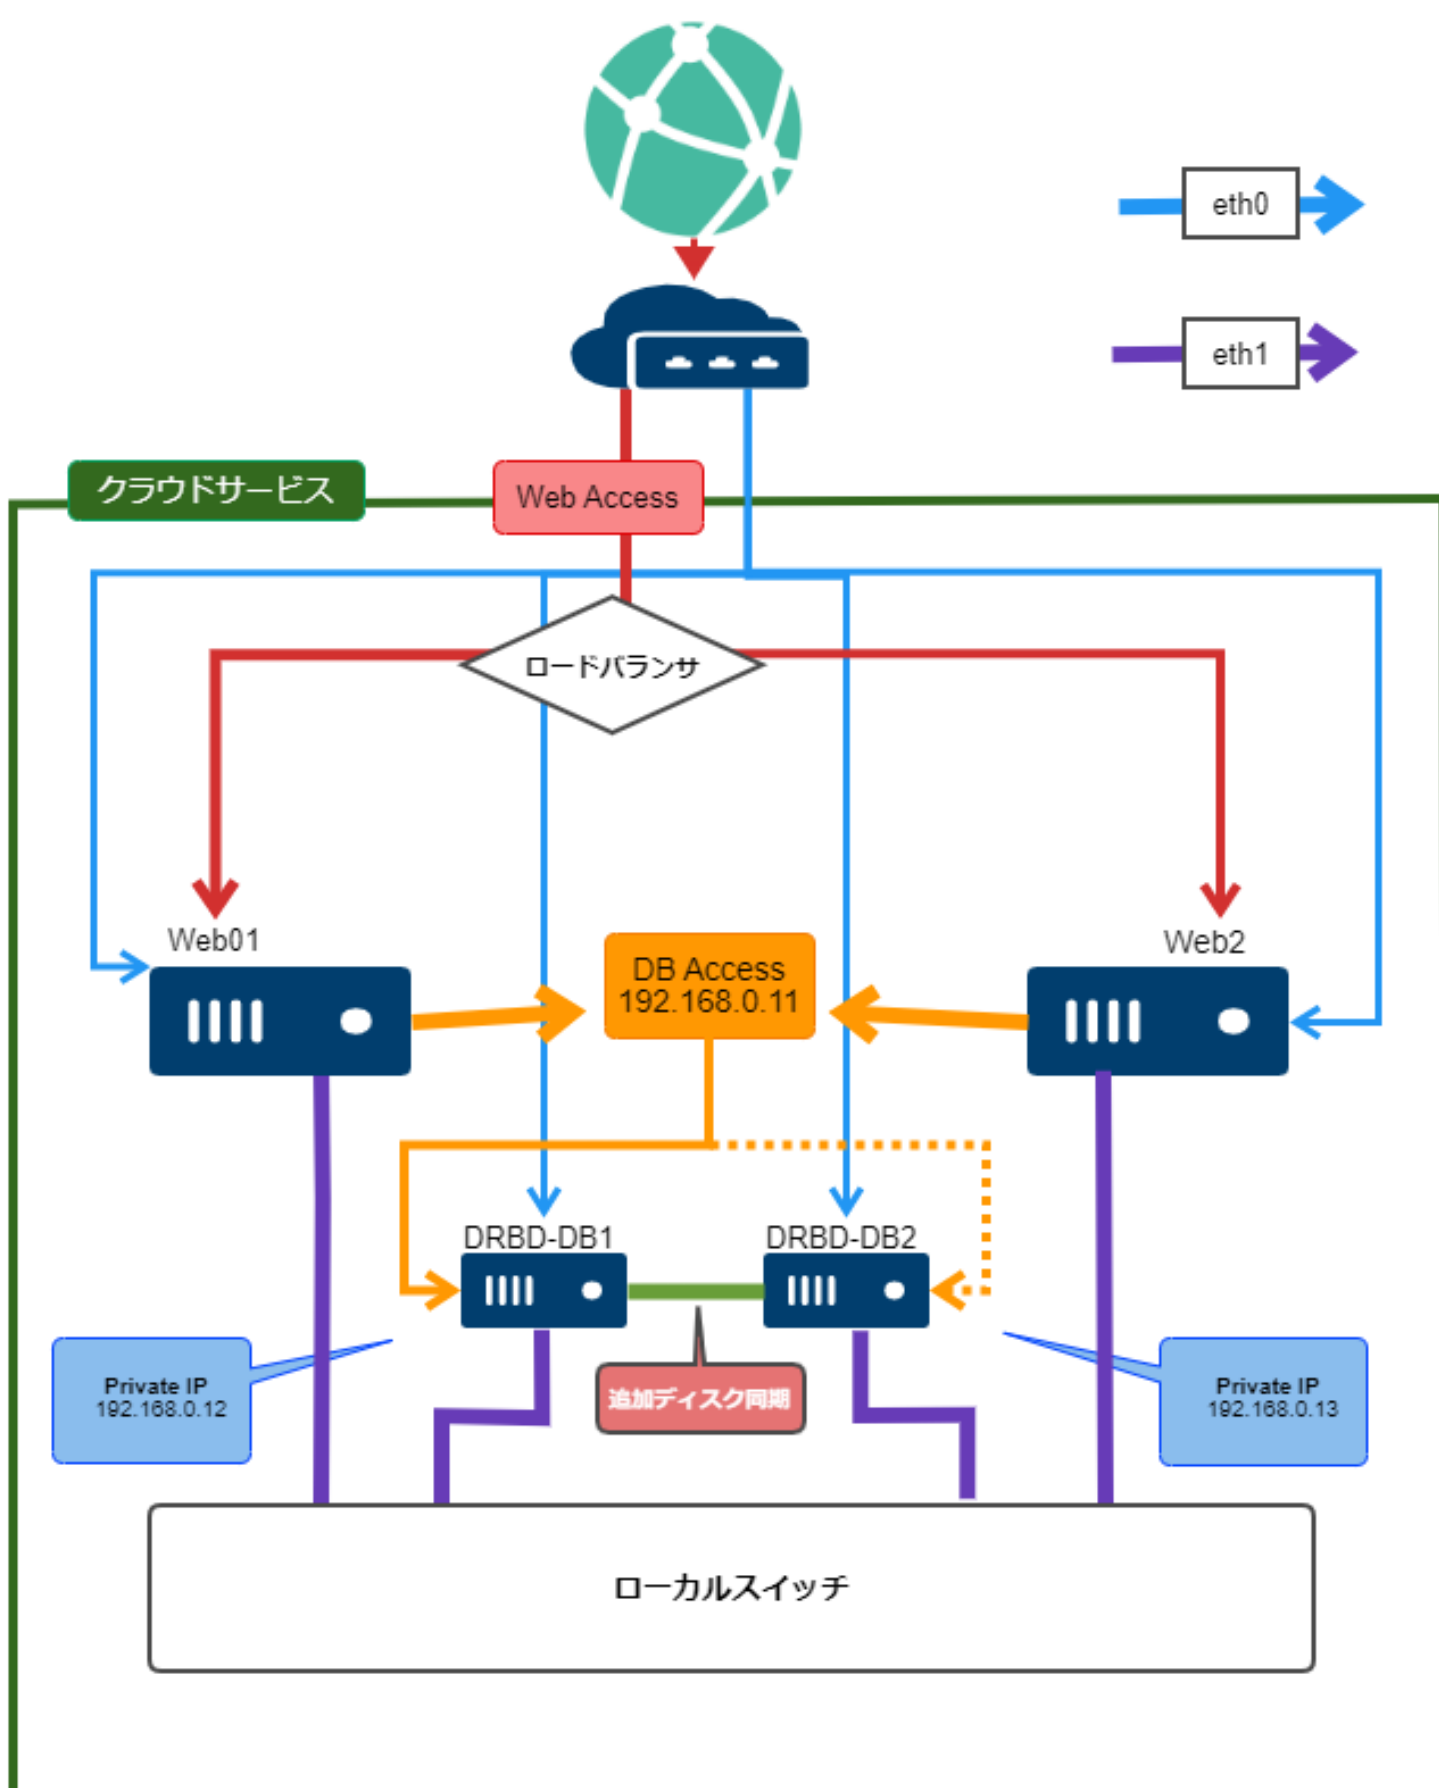 eth0
eth1
クラウドサービス
Web Access
ロードバランサ
Web01
Web2
DB Access
192.168.0.11
DRBD-DB1
DRBD-DB2
Private IP
192.168.0.12
追加ディスク同期
Private IP
192.168.0.13
ローカルスイッチ